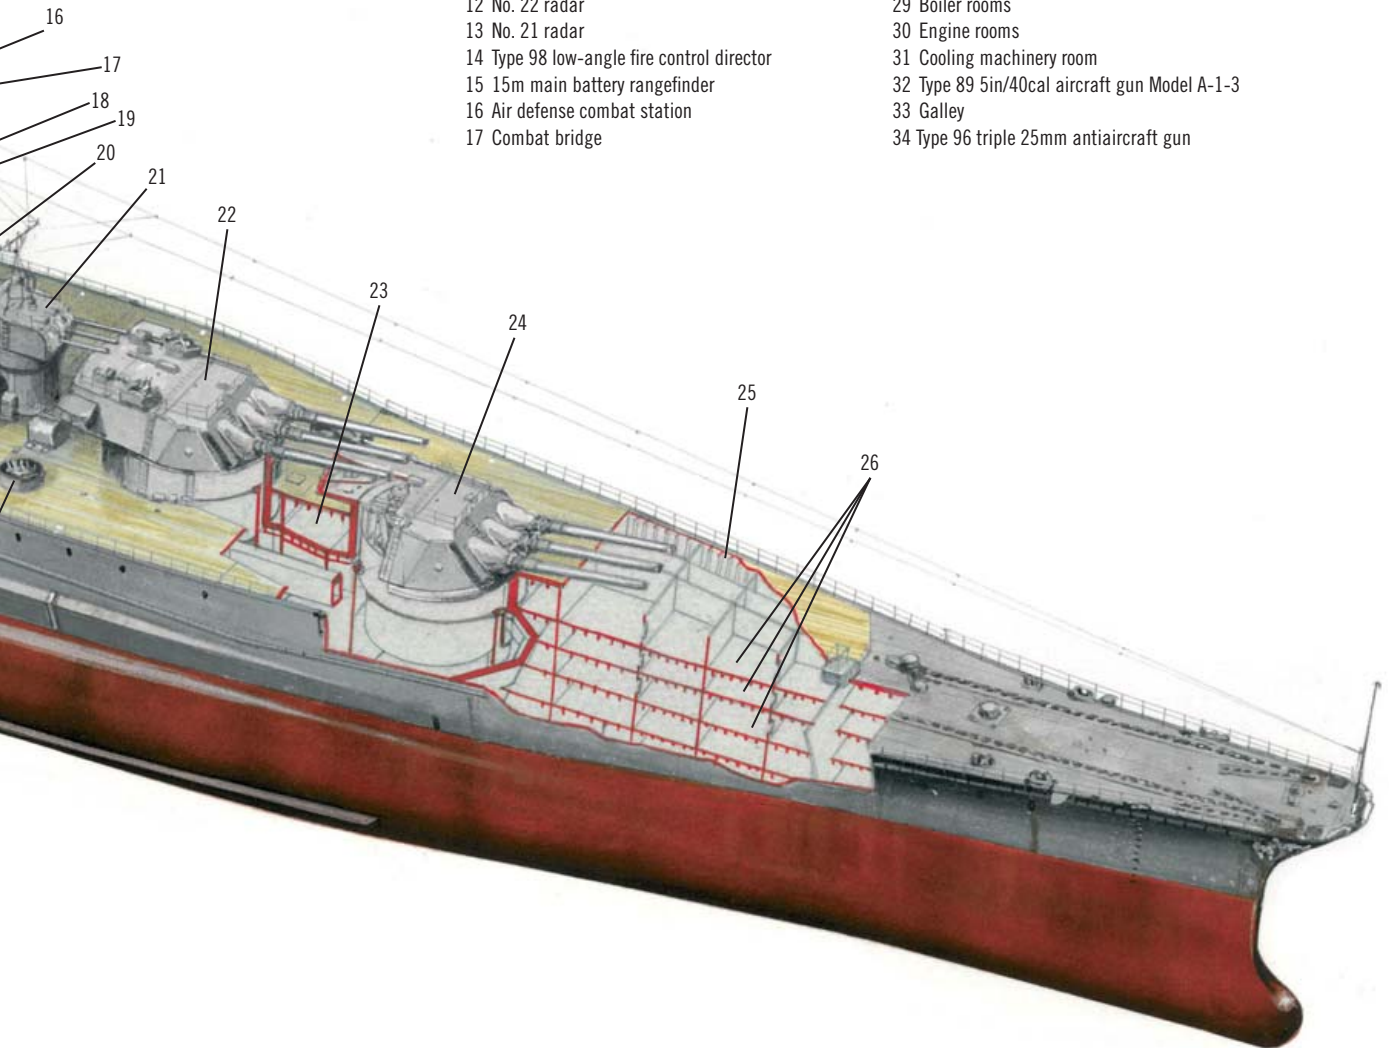 12 No. 22 radar
13 No. 21 radar
14 Type 98 low-angle fire control director
15 15m main battery rangefinder
16 Air defense combat station
17 Combat bridge
29 Boiler rooms
30 Engine rooms
31 Cooling machinery room
32 Type 89 5in/40cal aircraft gun Model A-1-3
33 Galley
34 Type 96 triple 25mm antiaircraft gun
16
17
18
19
20
21
22
23
24
25
26